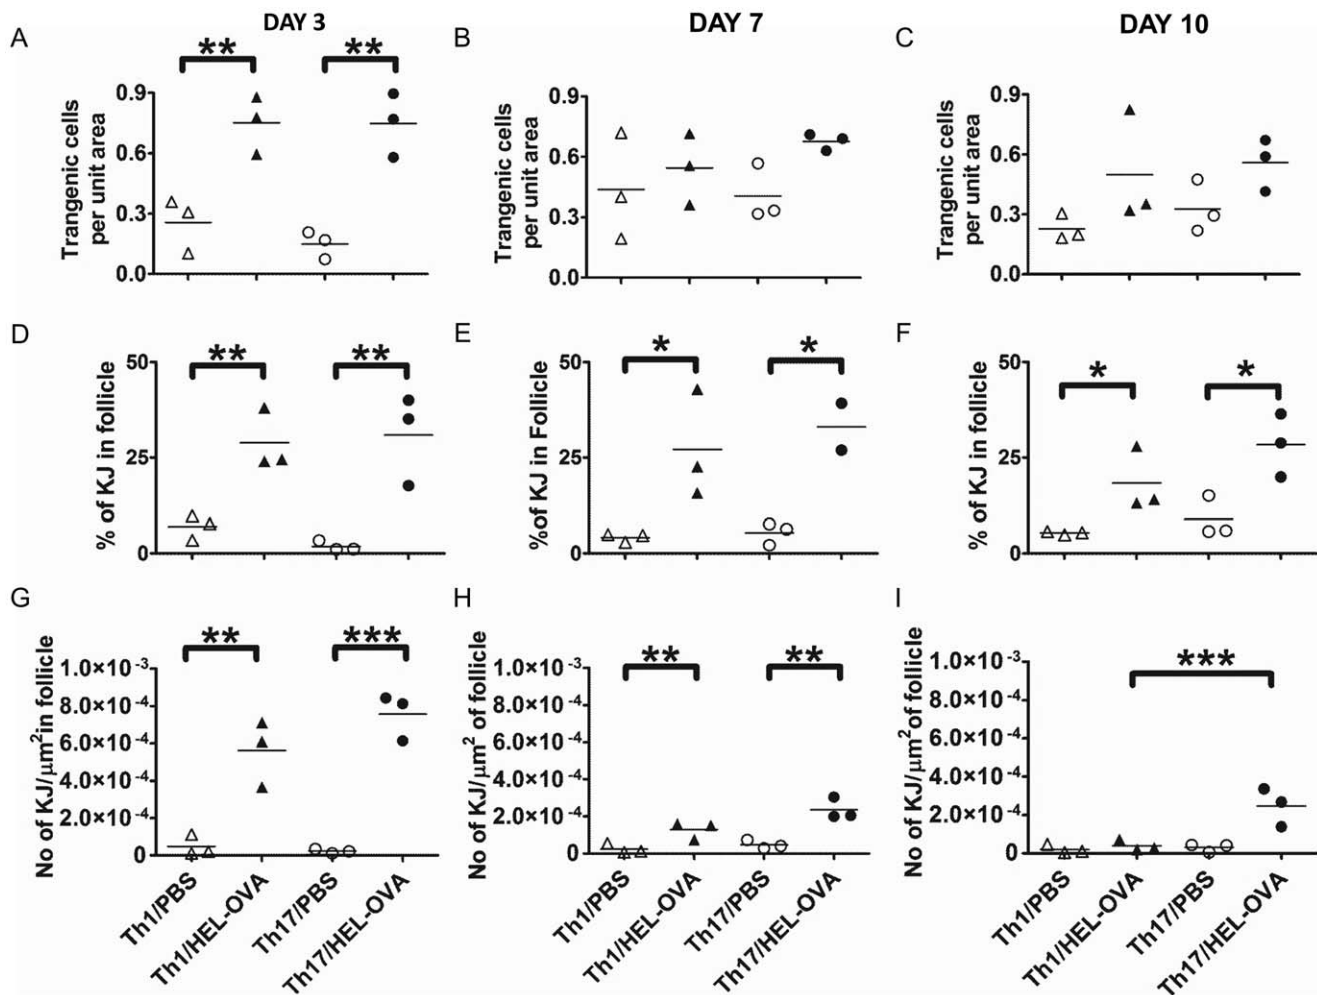 DAY 3
DAY 7
DAY 10
A
**
**
Trangenic cells
per unit area
0.9
0.6
0.3
0.0
B
Trangenic cells
per unit area
0.9
0.6
0.3
0.0
C
Trangenic cells
per unit area
0.9
0.6
0.3
0.0
D
**
**
% of KJ in follicle
50
25
0
E
*
*
%of KJ in Follicle
50
25
0
F
*
*
% of KJ in follicle
50
25
0
G
**
***
No of KJ/μm²in follicle
1.0×10⁻³
8.0×10⁻⁴
6.0×10⁻⁴
4.0×10⁻⁴
2.0×10⁻⁴
0
Th1/PBS
Th1/HEL-OVA
Th17/PBS
Th17/HEL-OVA
H
**
**
No of KJ/μm² of follicle
1.0×10⁻³
8.0×10⁻⁴
6.0×10⁻⁴
4.0×10⁻⁴
2.0×10⁻⁴
0
Th1/PBS
Th1/HEL-OVA
Th17/PBS
Th17/HEL-OVA
I
***
No of KJ/μm²of follicle
1.0×10⁻³
8.0×10⁻⁴
6.0×10⁻⁴
4.0×10⁻⁴
2.0×10⁻⁴
0
Th1/PBS
Th1/HEL-OVA
Th17/PBS
Th17/HEL-OVA